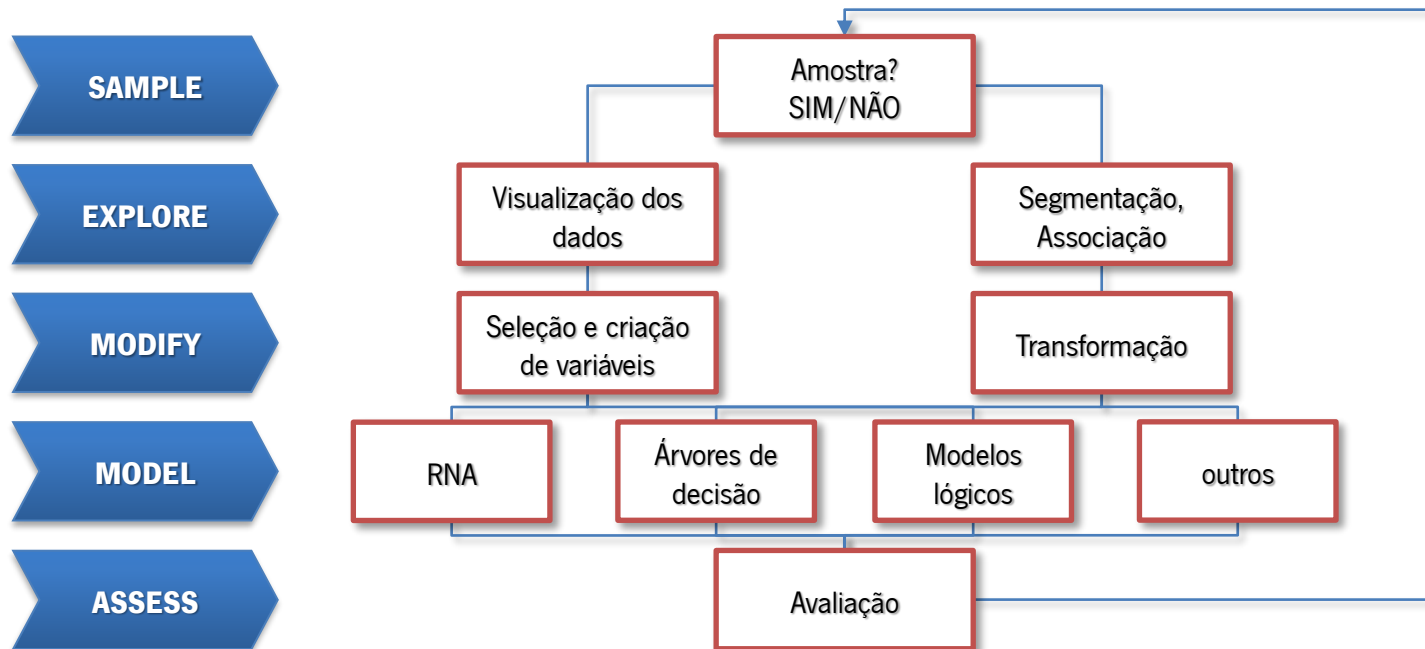 SAMPLE
Amostra?
SIM/NÃO
EXPLORE
Visualização dos
dados
Segmentação,
Associação
MODIFY
Seleção e criação
de variáveis
Transformação
MODEL
RNA
Árvores de
decisão
Modelos
lógicos
outros
ASSESS
Avaliação